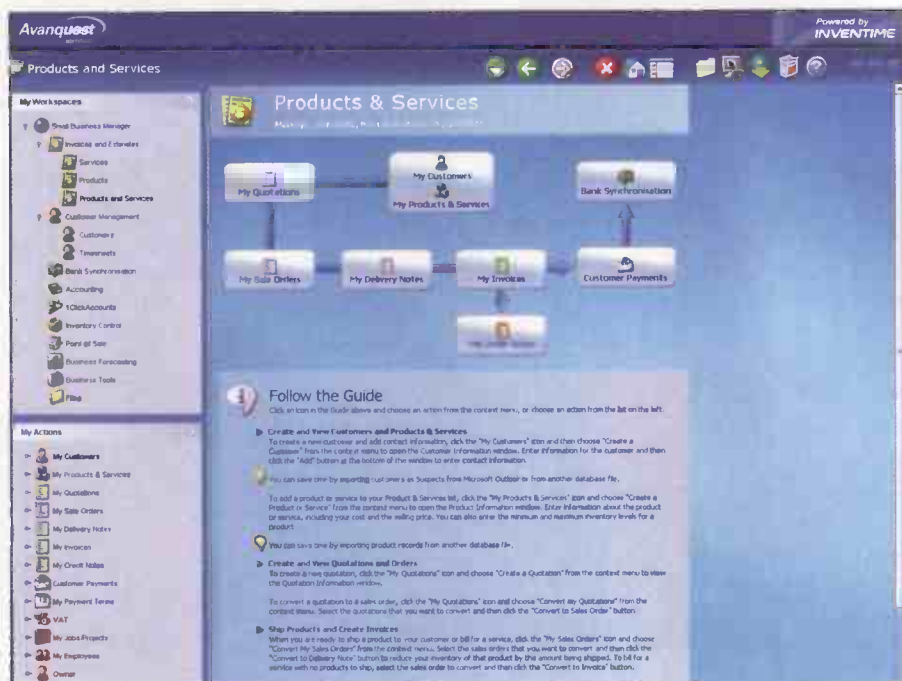 Avanquest
Powered by
INVENTIME
Products and Services
My Workspaces
Small Business Manager
Invoices and Estimates
Services
Products
Products and Services
Customer Management
Customers
Timesheets
Bank Synchronisation
Accounting
1ClickAccounts
Inventory Control
Point of Sale
Business Forecasting
Business Tools
Filing
My Actions
My Customers
My Products & Services
My Quotations
My Sale Orders
My Delivery Notes
My Invoices
My Credit Notes
Customer Payments
My Payment Terms
VAT
My Jobs Projects
My Employees
Owner
Products & Services
My Quotations
My Customers
My Products & Services
Bank Synchronisation
My Sale Orders
My Delivery Notes
My Invoices
Customer Payments
Follow the Guide
Click an icon in the Guide above and choose an action from the context menu, or choose an action from the list on the left.
Create and View Customers and Products & Services
To create a new customer and add contact information, click the "My Customers" icon and then choose "Create a
Customer" from the context menu to open the Customer Information window. Enter information for the customer and then
click the "Add" button at the bottom of the window to enter contact information.
You can save time by importing customers as Suspects from Microsoft Outlook or from another database file.
To add a product or service to your Product & Services list, click the "My Products & Services" icon and choose "Create a
Product or Service" from the context menu to open the Product Information window. Enter information about the product
or service, including your cost and the selling price. You can also enter the minimum and maximum inventory levels for a
product
You can save time by importing product records from another database file.
Create and View Quotations and Orders
To create a new quotation, click the "My Quotations" icon and choose "Create a Quotation" from the context menu to view
the Quotation Information window.
To convert a quotation to a sales order, click the "My Quotations" icon and choose "Convert My Quotations" from the
context menu. Select the quotations that you want to convert and then click the "Convert to Sales Order" button
Ship Products and Create Invoices
When you are ready to ship a product to your customer or bill for a service, click the "My Sales Orders" icon and choose
"Convert My Sales Orders" from the context menu. Select the sales orders that you want to convert and then click the
"Convert to Delivery Note" button to reduce your inventory of that product by the amount being shipped. To bill for a
service with no products to ship, select the sales order to convert and then click the "Convert to Invoice" button.